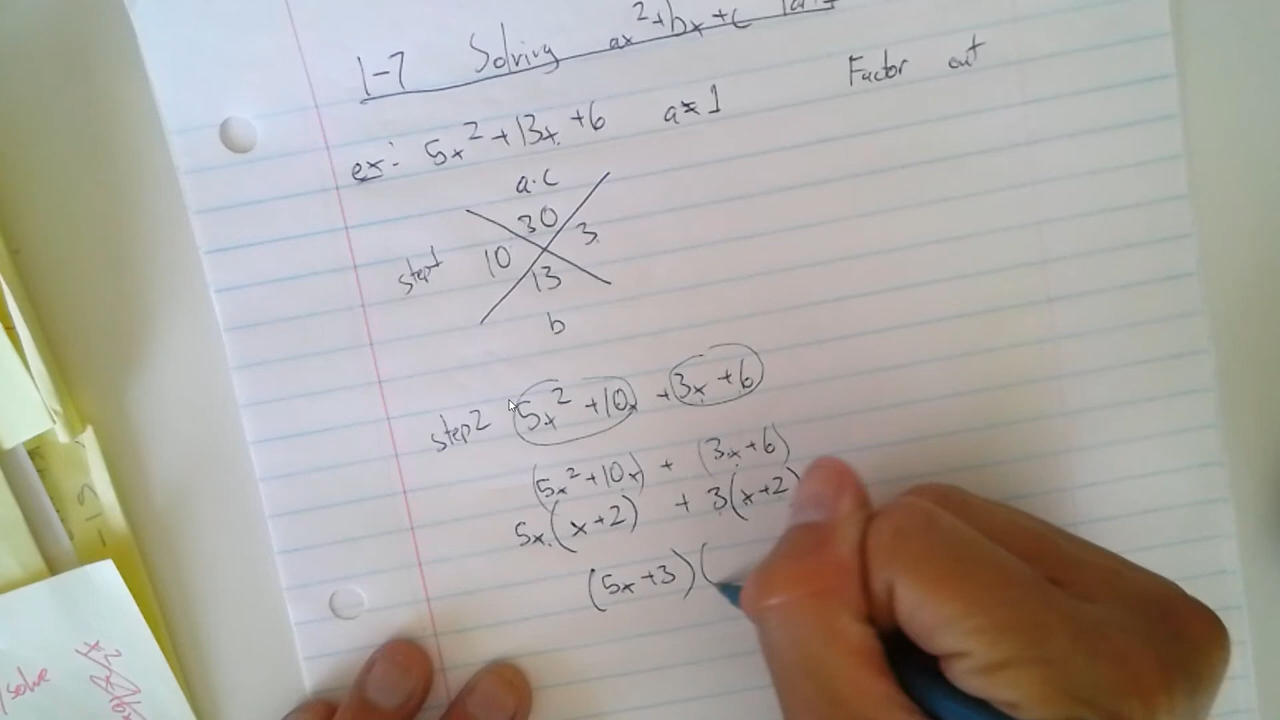 1-7 Solving ax²+bx+c
Factor out
ex: 5x²+13x+6 a≠1
a·c
30
10 3
step1
13
b
step2 5x²+10x+3x+6
(5x²+10x) + (3x+6)
5x(x+2) + 3(x+2)
(5x+3)(
-19
/solve